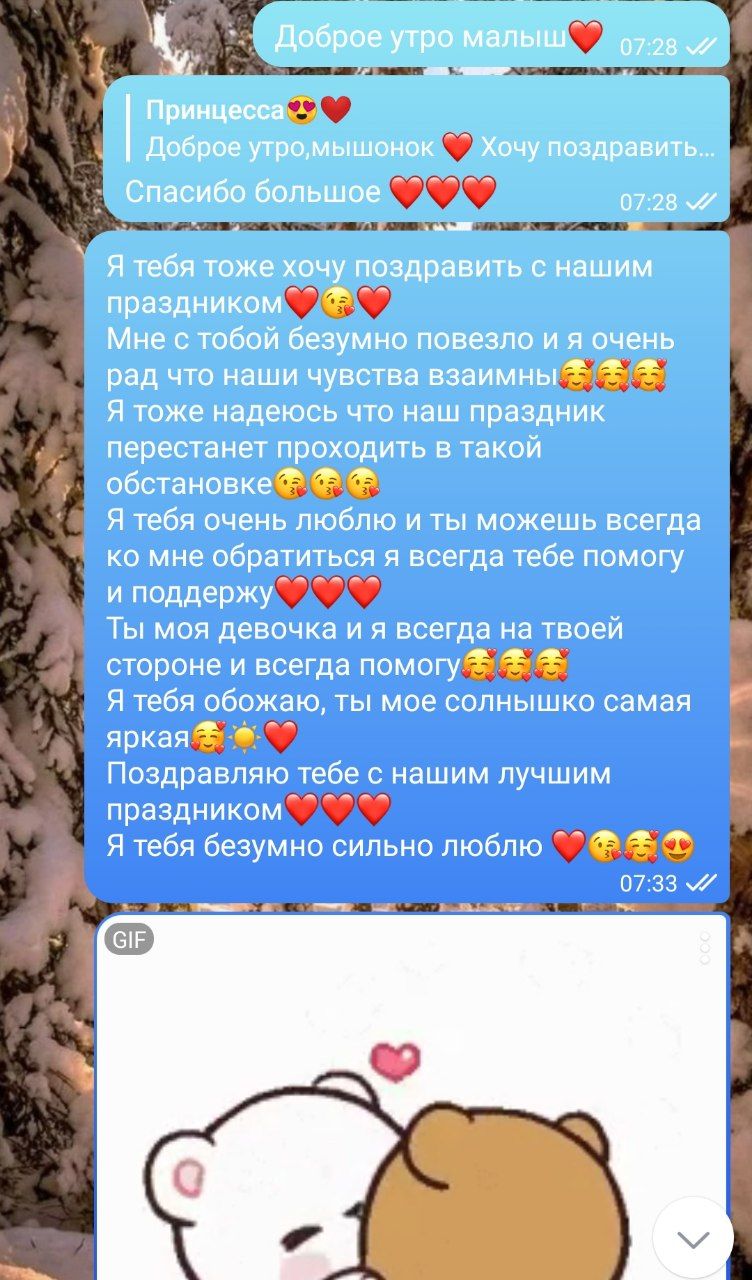 Доброе утро малыш❤️ 07:28
Принцесса😍❤️
Доброе утро,мышонок ❤️ Хочу поздравить...
Спасибо большое ❤️❤️❤️ 07:28
Я тебя тоже хочу поздравить с нашим
праздником❤️😘❤️
Мне с тобой безумно повезло и я очень
рад что наши чувства взаимны🥰🥰🥰
Я тоже надеюсь что наш праздник
перестанет проходить в такой
обстановке😘😘😘
Я тебя очень люблю и ты можешь всегда
ко мне обратиться я всегда тебе помогу
и поддержу❤️❤️❤️
Ты моя девочка и я всегда на твоей
стороне и всегда помогу🥰🥰🥰
Я тебя обожаю, ты мое солнышко самая
яркая🥰☀️❤️
Поздравляю тебе с нашим лучшим
праздником❤️❤️❤️
Я тебя безумно сильно люблю ❤️😘🥰😍
07:33
GIF